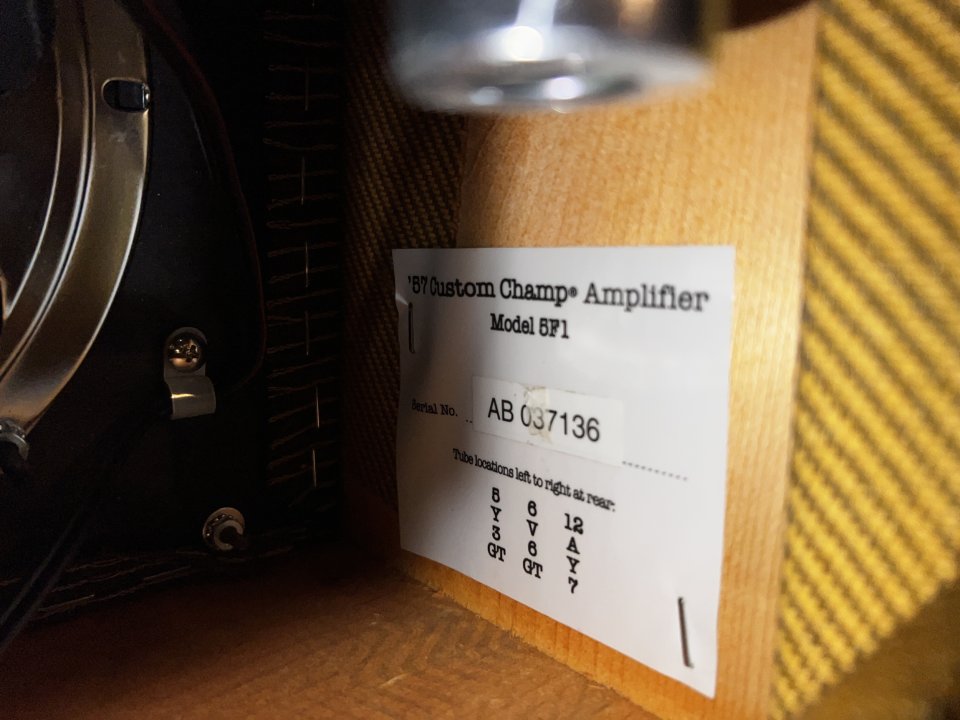 '57 Custom Champ® Amplifier
Model 5F1
Serial No. .. AB 037136
Tube locations left to right at rear:
5 6 12
Y V A
3 6 Y
GT GT 7